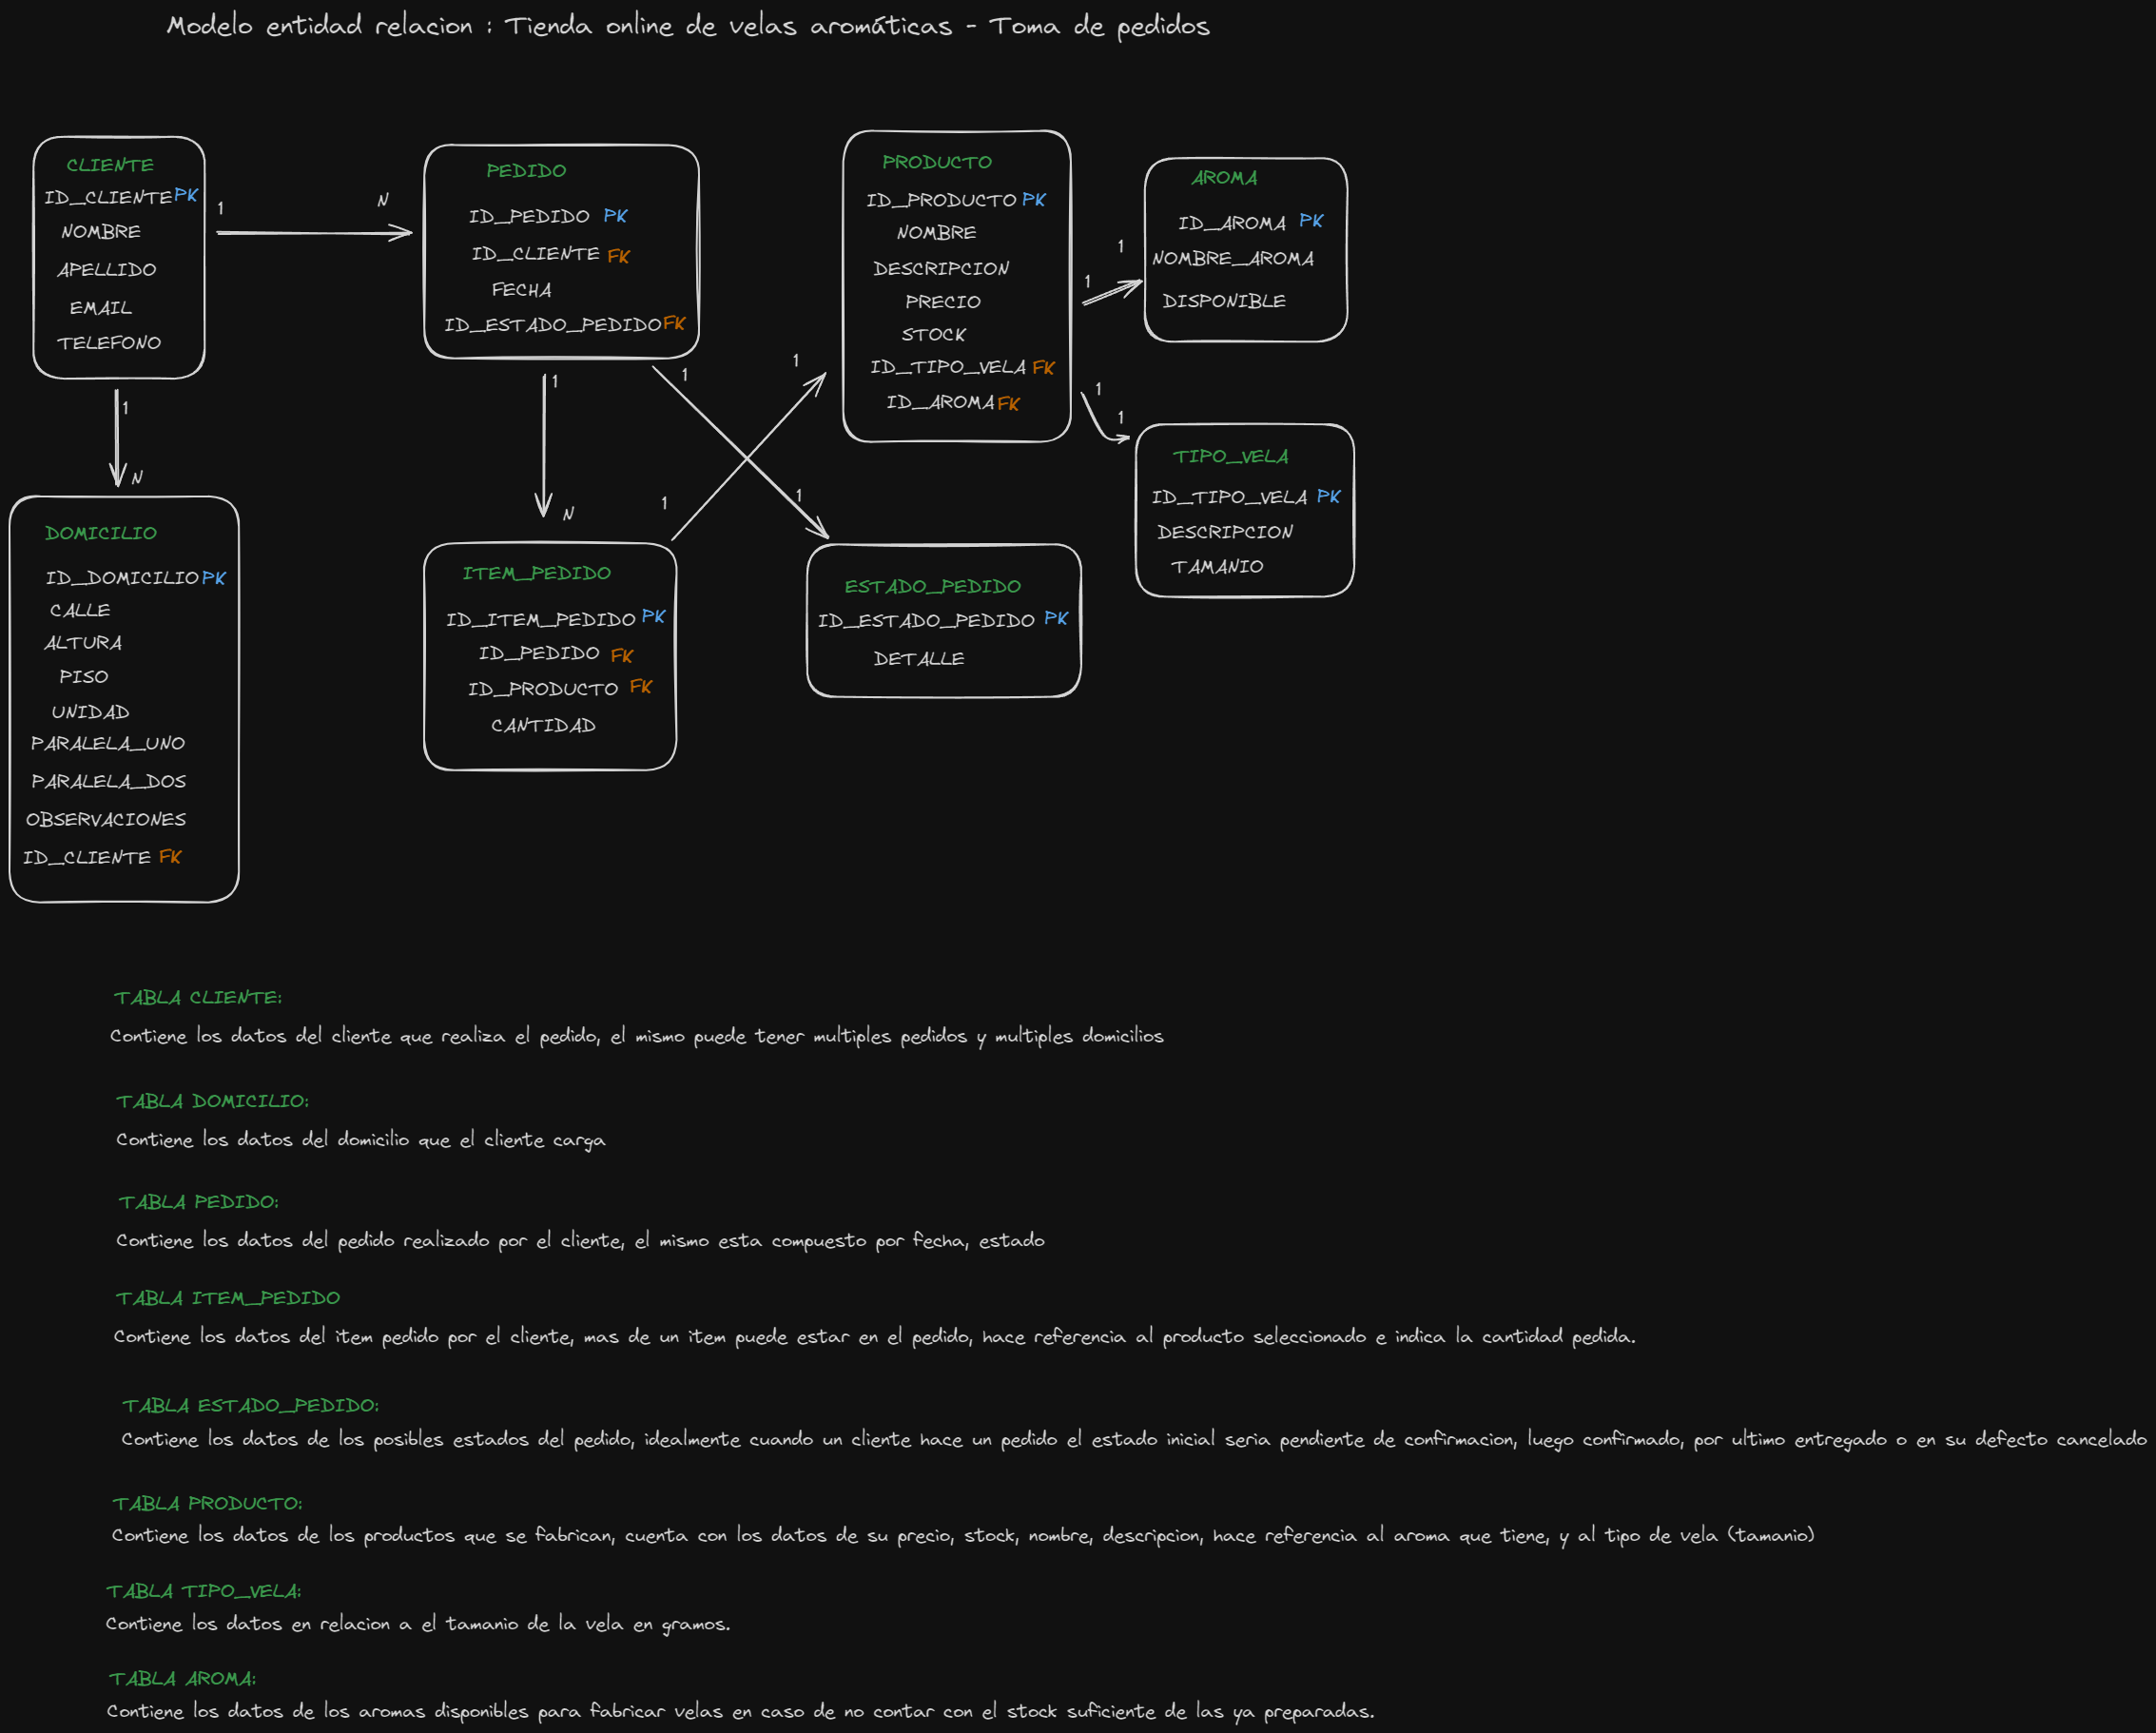 Modelo entidad relacion : Tienda online de velas aromáticas - Toma de pedidos
CLIENTE
ID_CLIENTE PK
NOMBRE
APELLIDO
EMAIL
TELEFONO
1
N
1
N
DOMICILIO
ID_DOMICILIO PK
CALLE
ALTURA
PISO
UNIDAD
PARALELA_UNO
PARALELA_DOS
OBSERVACIONES
ID_CLIENTE FK
PEDIDO
ID_PEDIDO PK
ID_CLIENTE FK
FECHA
ID_ESTADO_PEDIDO FK
1
N
1
1
ITEM_PEDIDO
ID_ITEM_PEDIDO PK
ID_PEDIDO FK
ID_PRODUCTO FK
CANTIDAD
1
1
ESTADO_PEDIDO
ID_ESTADO_PEDIDO PK
DETALLE
PRODUCTO
ID_PRODUCTO PK
NOMBRE
DESCRIPCION
PRECIO
STOCK
ID_TIPO_VELA FK
ID_AROMA FK
1
1
1
1
AROMA
ID_AROMA PK
NOMBRE_AROMA
DISPONIBLE
TIPO_VELA
ID_TIPO_VELA PK
DESCRIPCION
TAMANIO
TABLA CLIENTE:
Contiene los datos del cliente que realiza el pedido, el mismo puede tener multiples pedidos y multiples domicilios
TABLA DOMICILIO:
Contiene los datos del domicilio que el cliente carga
TABLA PEDIDO:
Contiene los datos del pedido realizado por el cliente, el mismo esta compuesto por fecha, estado
TABLA ITEM_PEDIDO
Contiene los datos del item pedido por el cliente, mas de un item puede estar en el pedido, hace referencia al producto seleccionado e indica la cantidad pedida.
TABLA ESTADO_PEDIDO:
Contiene los datos de los posibles estados del pedido, idealmente cuando un cliente hace un pedido el estado inicial seria pendiente de confirmacion, luego confirmado, por ultimo entregado o en su defecto cancelado
TABLA PRODUCTO:
Contiene los datos de los productos que se fabrican, cuenta con los datos de su precio, stock, nombre, descripcion, hace referencia al aroma que tiene, y al tipo de vela (tamanio)
TABLA TIPO_VELA:
Contiene los datos en relacion a el tamanio de la vela en gramos.
TABLA AROMA:
Contiene los datos de los aromas disponibles para fabricar velas en caso de no contar con el stock suficiente de las ya preparadas.